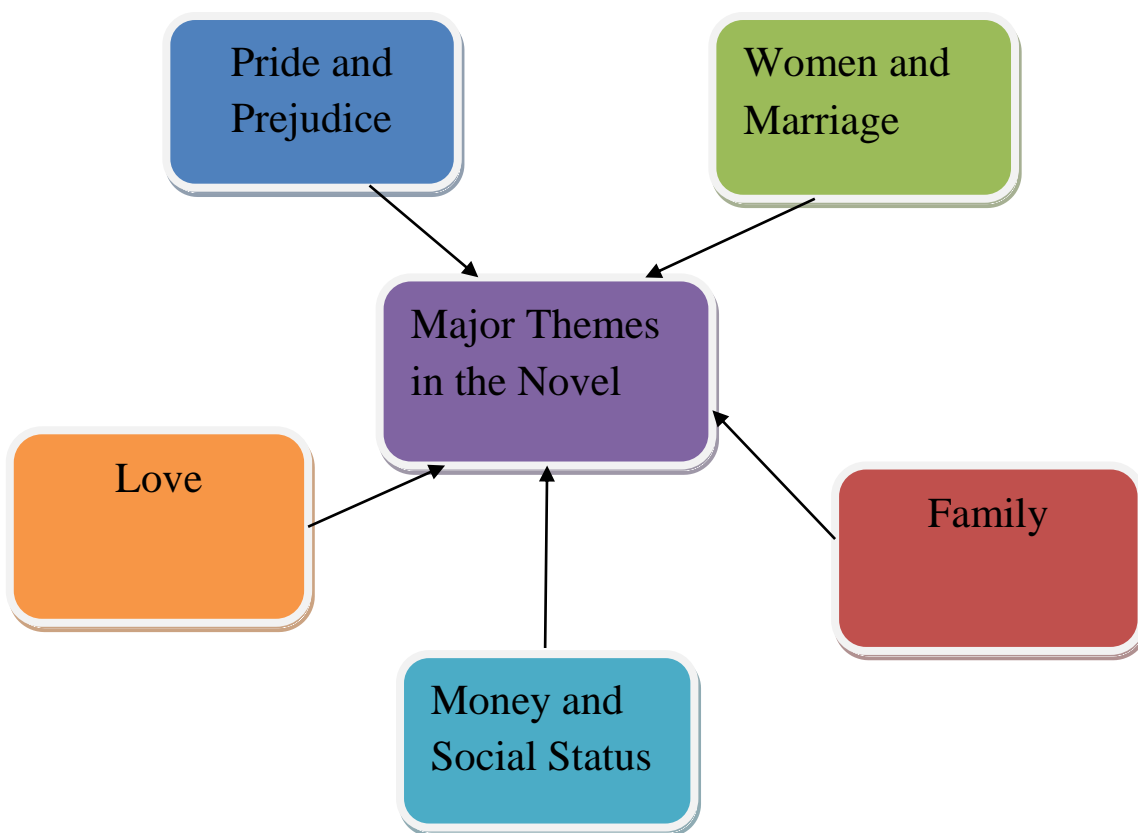 Pride and
Prejudice
Women and
Marriage
Major Themes
in the Novel
Love
Family
Money and
Social Status